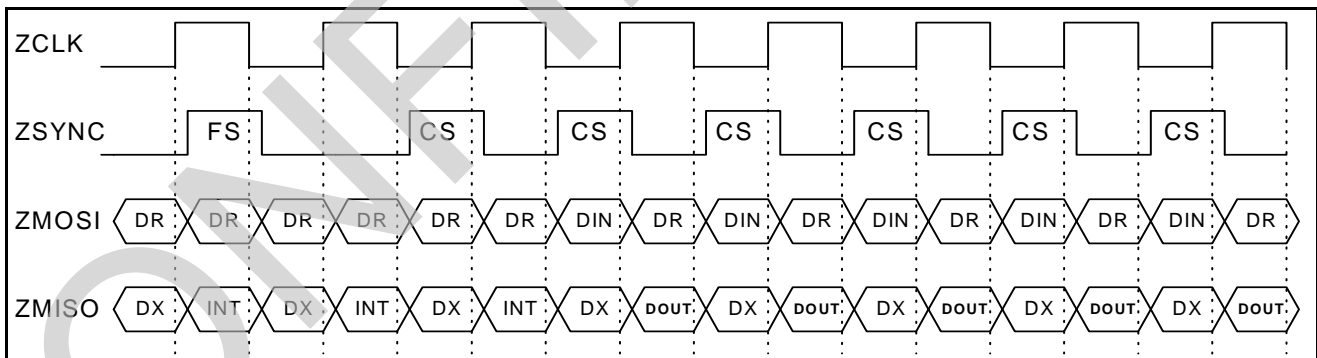 ZCLK
ZSYNC FS CS CS CS CS CS CS
ZMOSI DR DR DR DR DR DR DIN DR DIN DR DIN DR DIN DR DIN DR
ZMISO DX INT DX INT DX INT DX DOUT DX DOUT DX DOUT DX DOUT DX DOUT